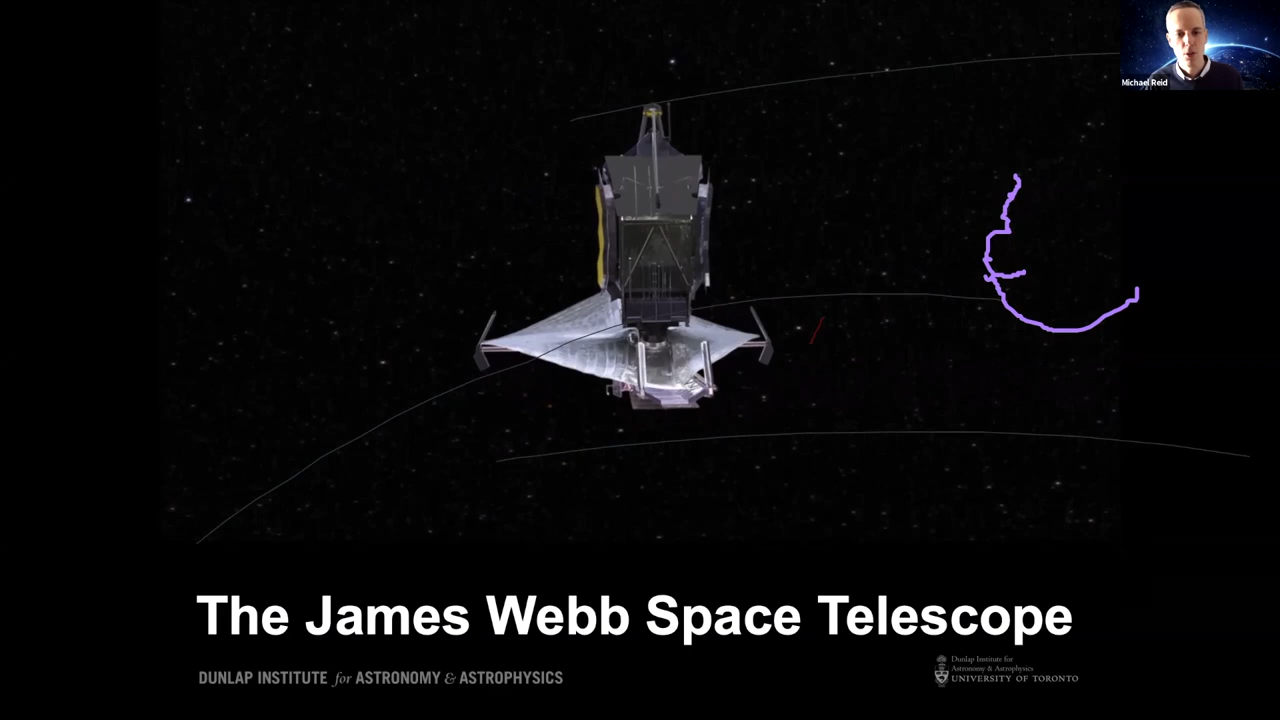 Michael Reid
The James Webb Space Telescope
DUNLAP INSTITUTE for ASTRONOMY & ASTROPHYSICS
Dunlap Institute for
Astronomy & Astrophysics
UNIVERSITY OF TORONTO